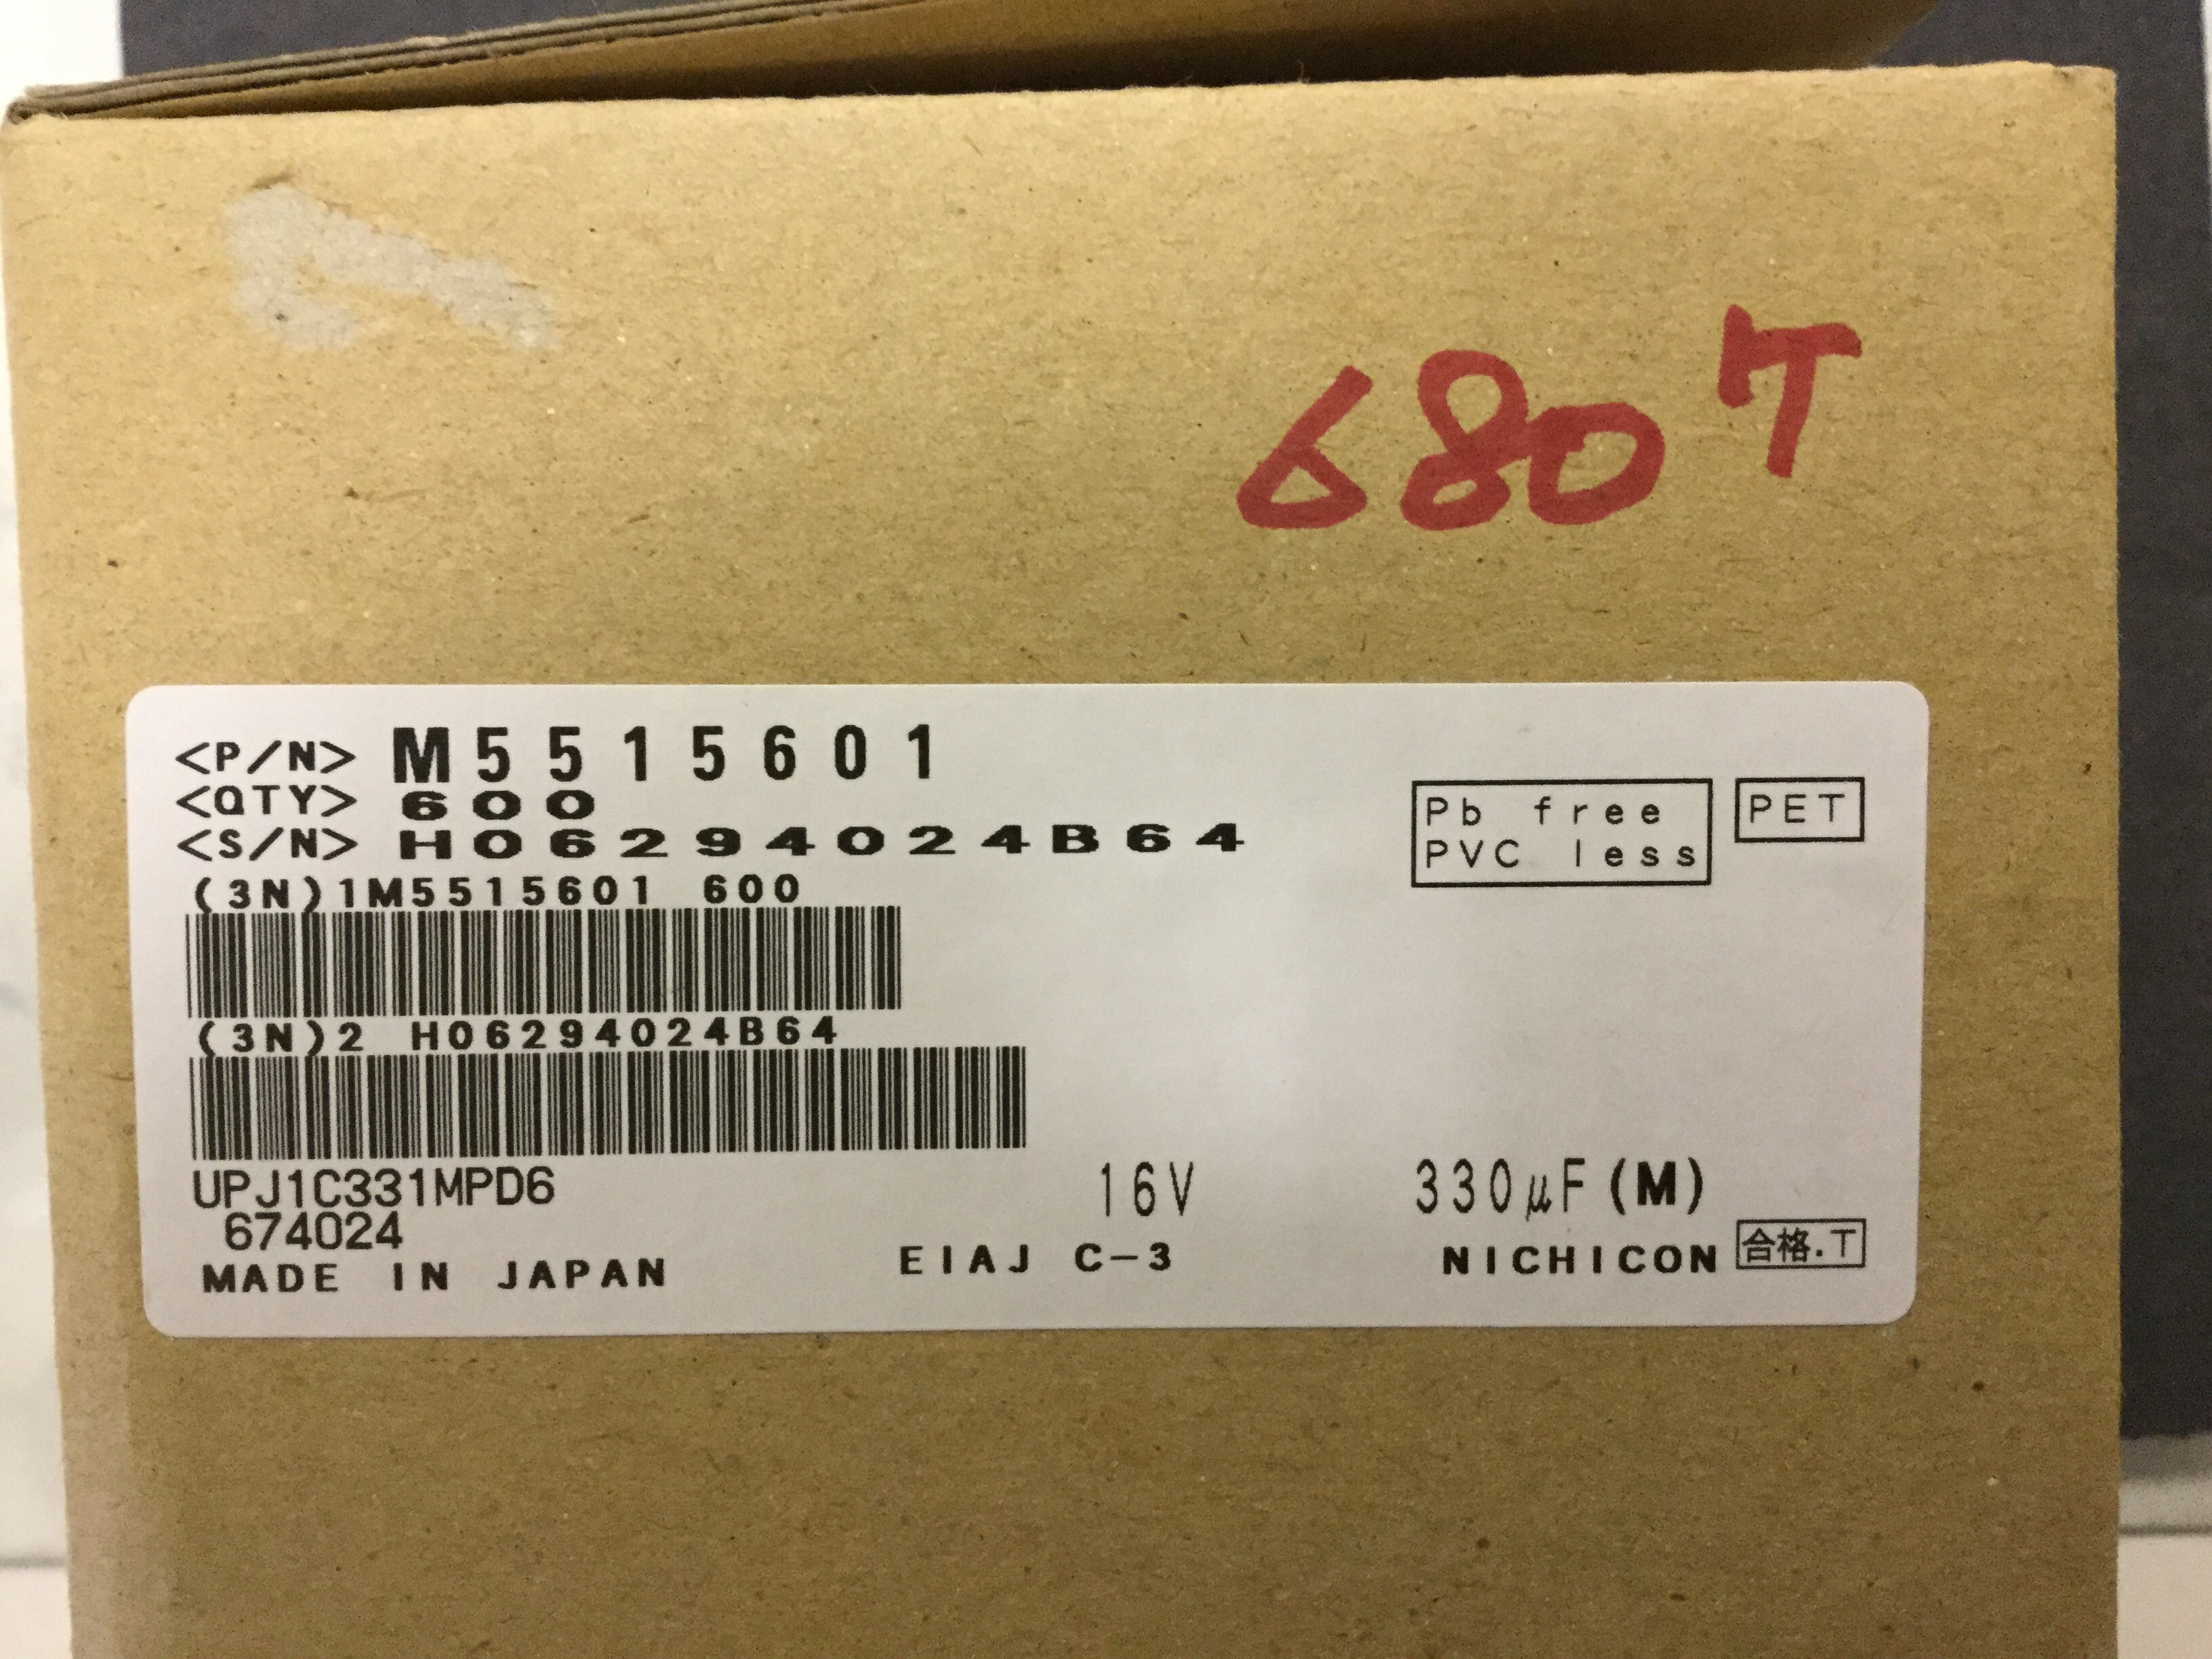 680 T
<P/N> M5515601
<QTY> 600
<S/N> H06294024B64
Pb free
PVC less
PET
(3N)1M5515601 600
(3N)2 H06294024B64
UPJ1C331MPD6
16V
330μF(M)
674024
MADE IN JAPAN
EIAJ C-3
NICHICON
合格.T